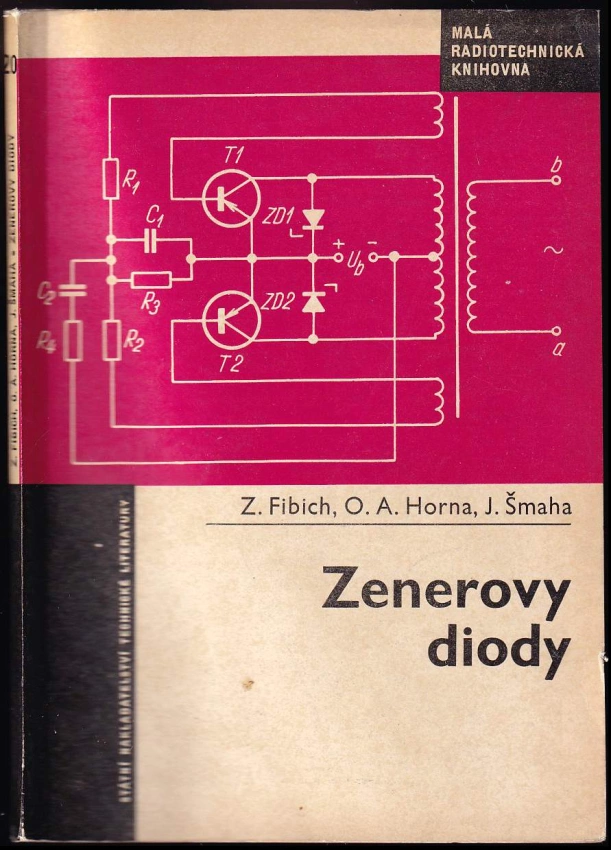 MALÁ
RADIOTECHNICKÁ
KNIHOVNA
20
Z. FIBICH, O. A. HORNA, J. ŠMAHA • ZENEROVY DIODY
T1
b
R1
C1
ZD1
+
Ub
-
~
C2
R3
ZD2
R4
R2
T2
a
Z. Fibich, O. A. Horna, J. Šmaha
Zenerovy
diody
STÁTNÍ NAKLADATELSTVÍ TECHNICKÉ LITERATURY